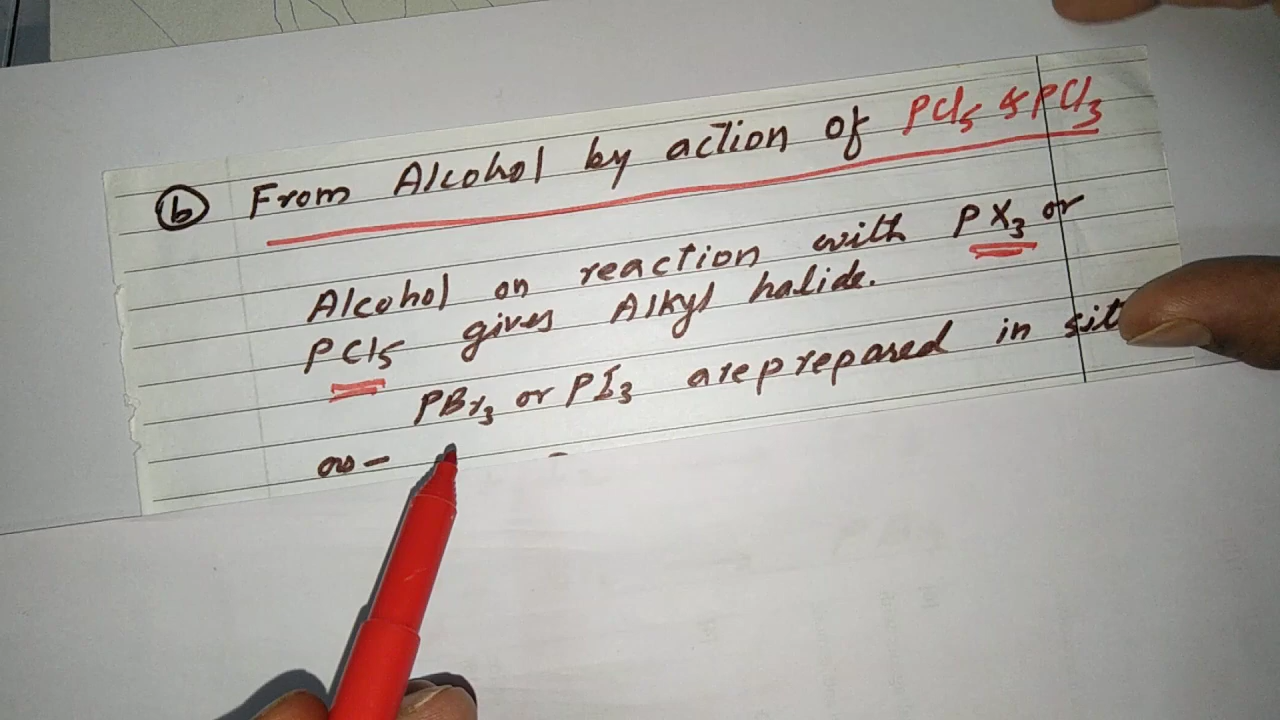 (b) From Alcohol by action of PCl5 & PCl3
Alcohol on reaction with PX3 or
PCl5 gives Alkyl halide.
PBr3 or PI3 are prepared in sit
as –